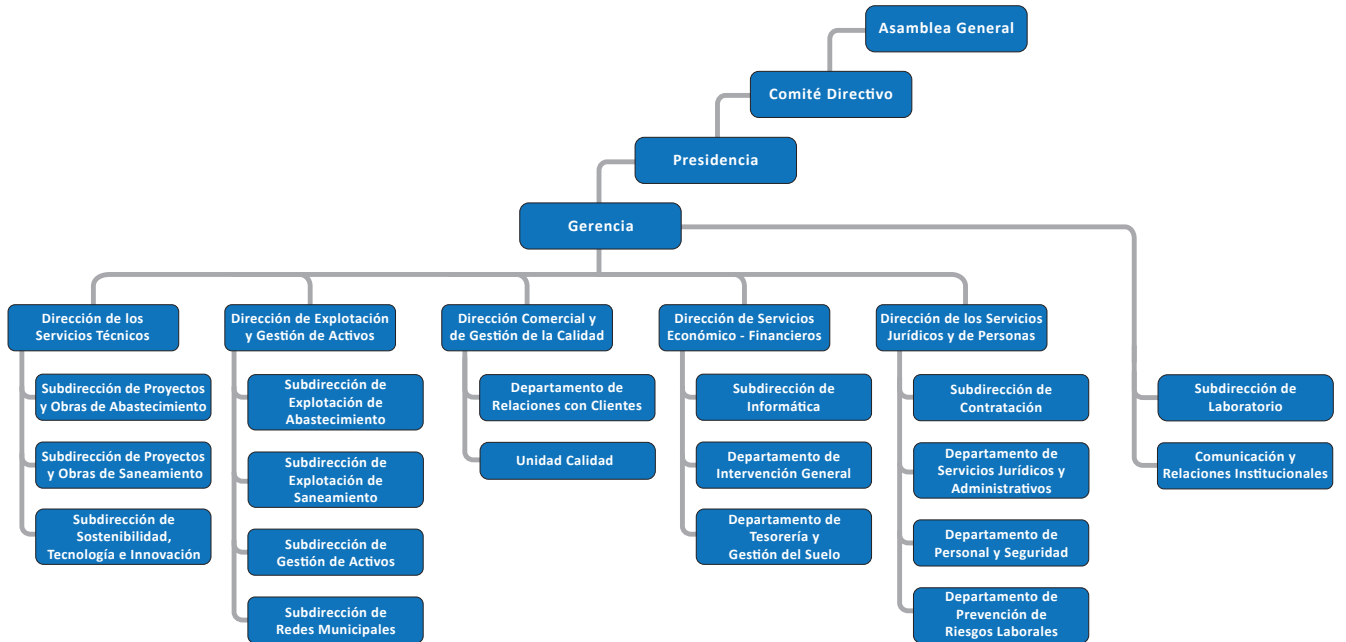 Asamblea General
Comité Directivo
Presidencia
Gerencia
Dirección de los
Servicios Técnicos
Subdirección de Proyectos
y Obras de Abastecimiento
Subdirección de Proyectos
y Obras de Saneamiento
Subdirección de
Sostenibilidad,
Tecnología e Innovación
Dirección de Explotación
y Gestión de Activos
Subdirección de
Explotación de
Abastecimiento
Subdirección de
Explotación de
Saneamiento
Subdirección de
Gestión de Activos
Subdirección de
Redes Municipales
Dirección Comercial y
de Gestión de la Calidad
Departamento de
Relaciones con Clientes
Unidad Calidad
Dirección de Servicios
Económico - Financieros
Subdirección de
Informática
Departamento de
Intervención General
Departamento de
Tesorería y
Gestión del Suelo
Dirección de los Servicios
Jurídicos y de Personas
Subdirección de
Contratación
Departamento de
Servicios Jurídicos y
Administrativos
Departamento de
Personal y Seguridad
Departamento de
Prevención de
Riesgos Laborales
Subdirección de
Laboratorio
Comunicación y
Relaciones Institucionales